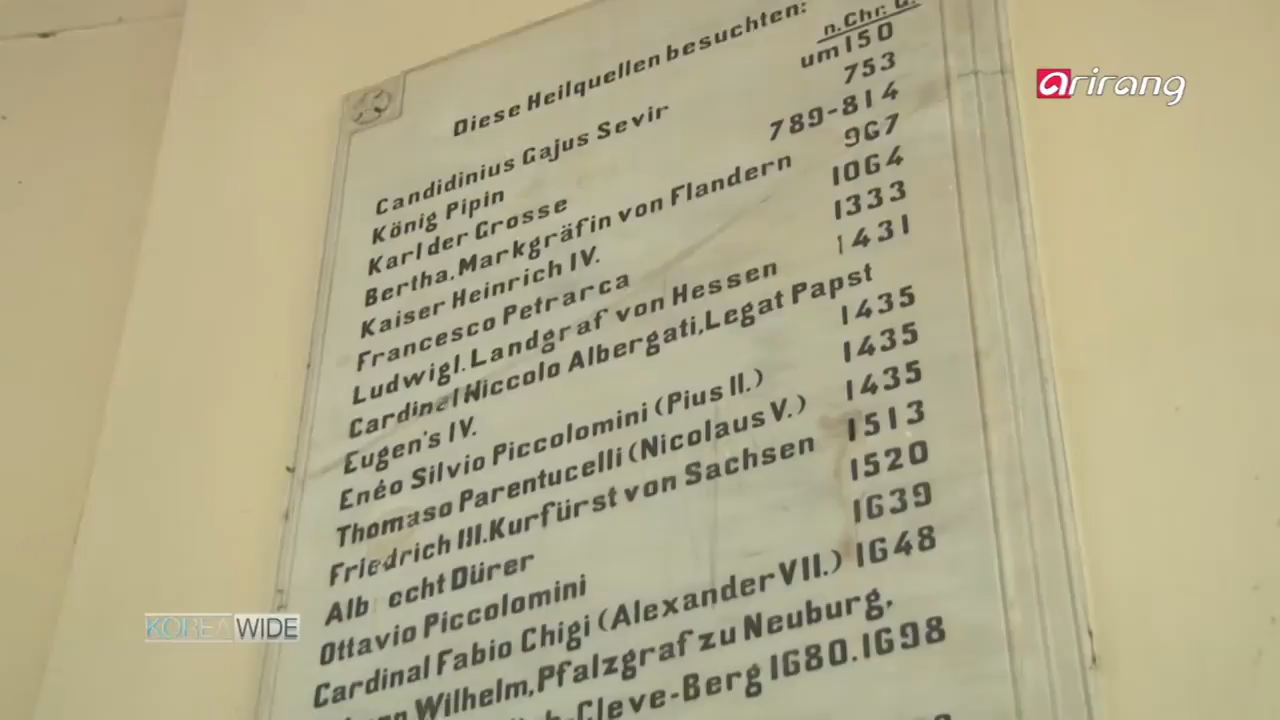 Diese Heilquellen besuchten:
n.Chr. G.
Candidinius Gajus Sevir um 150
König Pipin 753
Karl der Grosse 789-814
Bertha, Markgräfin von Flandern 967
Kaiser Heinrich IV. 1064
Francesco Petrarca 1333
Ludwig I. Landgraf von Hessen 1431
Cardinal Niccolo Albergati, Legat Papst
Eugen's IV. 1435
Enéo Silvio Piccolomini (Pius II.) 1435
Thomaso Parentucelli (Nicolaus V.) 1435
Friedrich III. Kurfürst von Sachsen 1513
Alb echt Dürer 1520
Ottavio Piccolomini 1639
Cardinal Fabio Chigi (Alexander VII.) 1648
Wilhelm, Pfalzgraf zu Neuburg,
Cleve-Berg 1680. 1698
arirang
KOREA WIDE